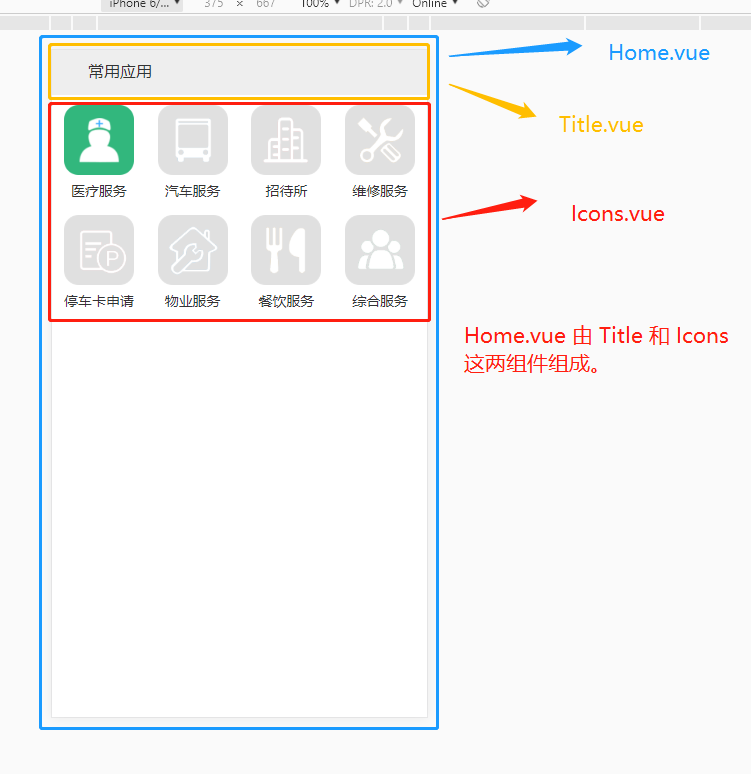 iPhone 6/... ▼ 375 × 667 100% ▼ DPR: 2.0 ▼ Online ▼
Home.vue
常用应用
Title.vue
医疗服务 汽车服务 招待所 维修服务
Icons.vue
P
停车卡申请 物业服务 餐饮服务 综合服务
Home.vue 由 Title 和 Icons
这两组件组成。